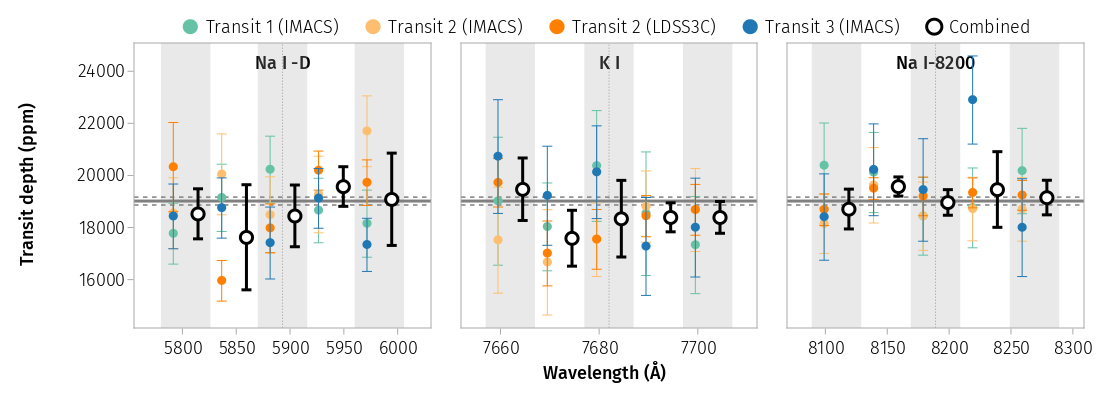 Transit 1 (IMACS) Transit 2 (IMACS) Transit 2 (LDSS3C) Transit 3 (IMACS) Combined
Na I -D K I Na I-8200
24000
22000
20000
18000
16000
Transit depth (ppm)
5800 5850 5900 5950 6000 7660 7680 7700 8100 8150 8200 8250 8300
Wavelength (Å)